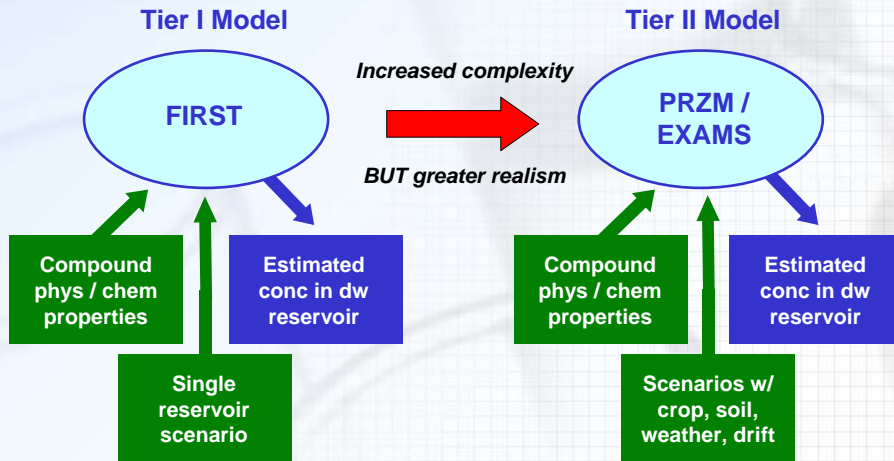 Tier I Model
Tier II Model
FIRST
Increased complexity
BUT greater realism
PRZM /
EXAMS
Compound
phys / chem
properties
Estimated
conc in dw
reservoir
Compound
phys / chem
properties
Estimated
conc in dw
reservoir
Single
reservoir
scenario
Scenarios w/
crop, soil,
weather, drift